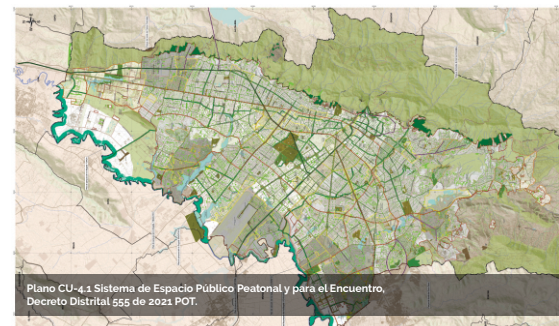 Plano CU-4.1 Sistema de Espacio Público Peatonal y para el Encuentro,
Decreto Distrital 555 de 2021 POT.